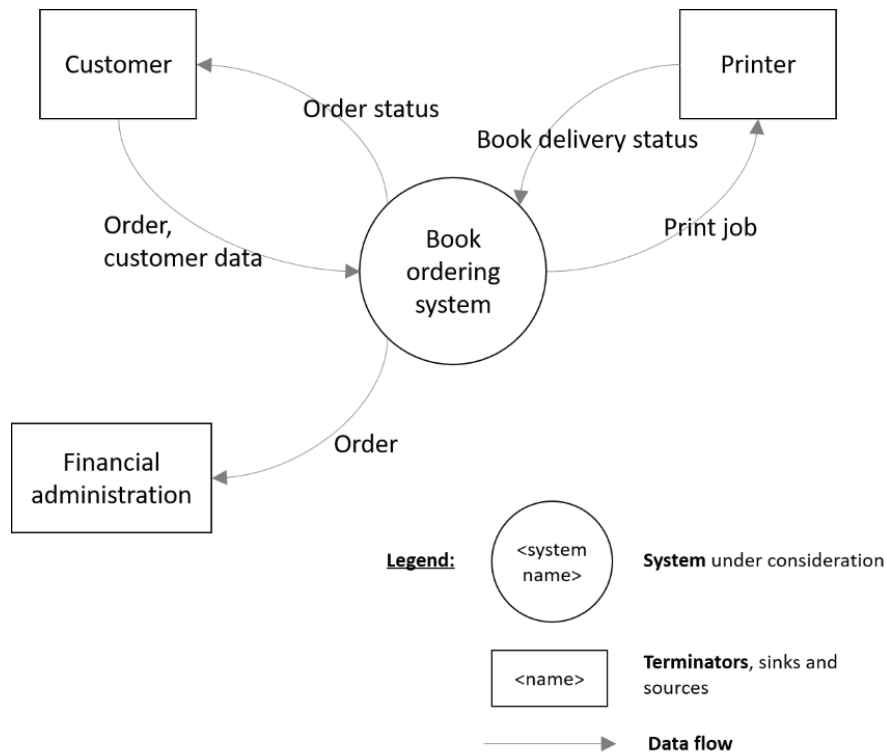 Customer
Printer
Order status
Book delivery status
Order,
customer data
Print job
Book
ordering
system
Order
Financial
administration
Legend:
<system
name>
System under consideration
<name>
Terminators, sinks and
sources
Data flow